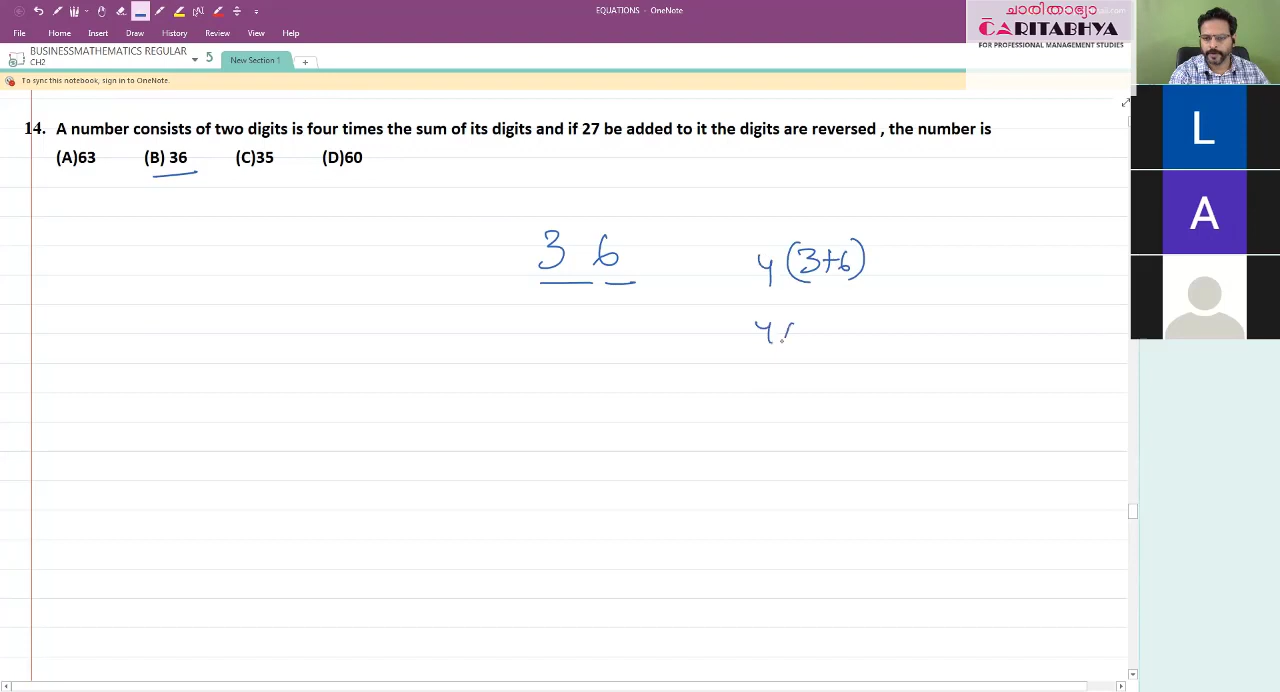 EQUATIONS - OneNote
ചാരിതാഭ്യാ
CARITABHYA
FOR PROFESSIONAL MANAGEMENT STUDIES
File Home Insert Draw History Review View Help
BUSINESSMATHEMATICS REGULAR
CH2
New Section 1
To sync this notebook, sign in to OneNote.
14. A number consists of two digits is four times the sum of its digits and if 27 be added to it the digits are reversed , the number is
(A)63 (B) 36 (C)35 (D)60
3 6 4 (3+6)
4
L
A